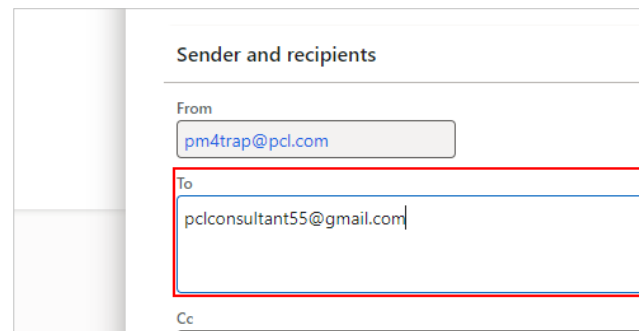 Sender and recipients
From
pm4trap@pcl.com
To
pclconsultant55@gmail.com
Cc